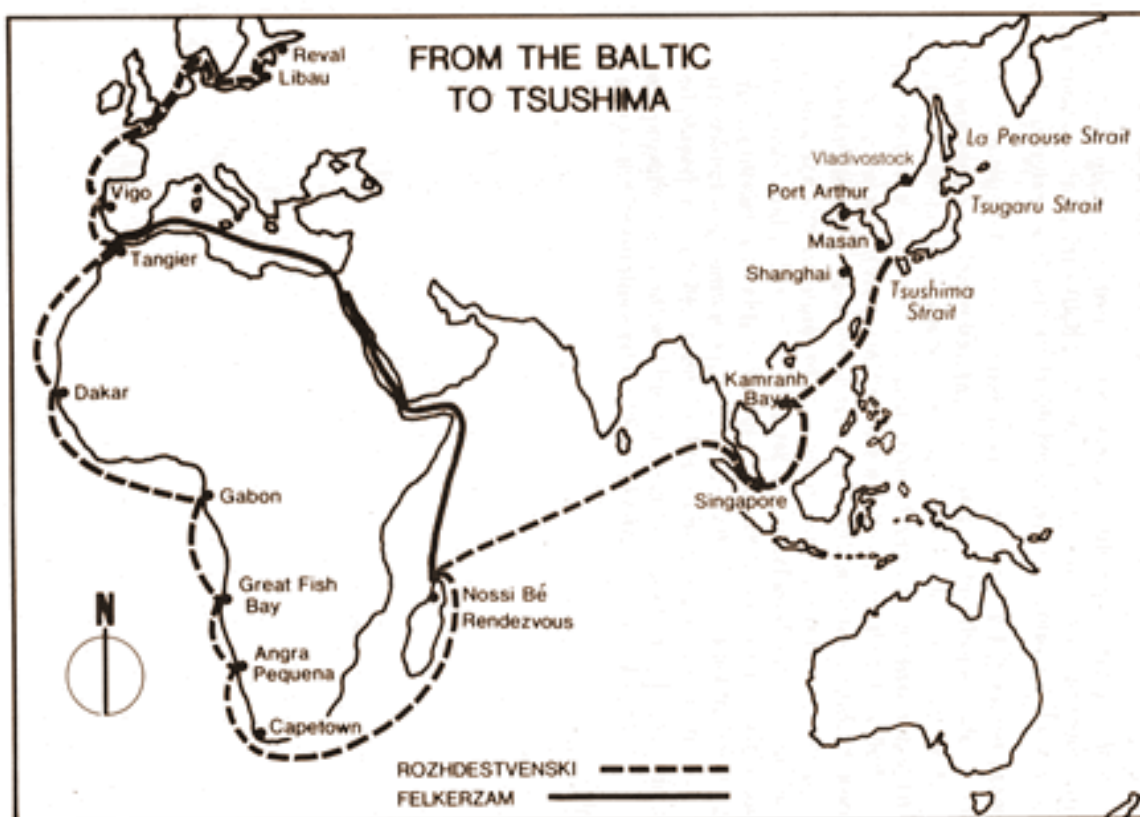 FROM THE BALTIC
TO TSUSHIMA
Reval
Libau
Vigo
Tangier
Dakar
Gabon
Great Fish
Bay
Angra
Pequena
Capetown
Nossi Bé
Rendezvous
N
La Perouse Strait
Vladivostock
Port Arthur
Tsugaru Strait
Masan
Shanghai
Tsushima
Strait
Kamranh
Bay
Singapore
ROZHDESTVENSKI
FELKERZAM